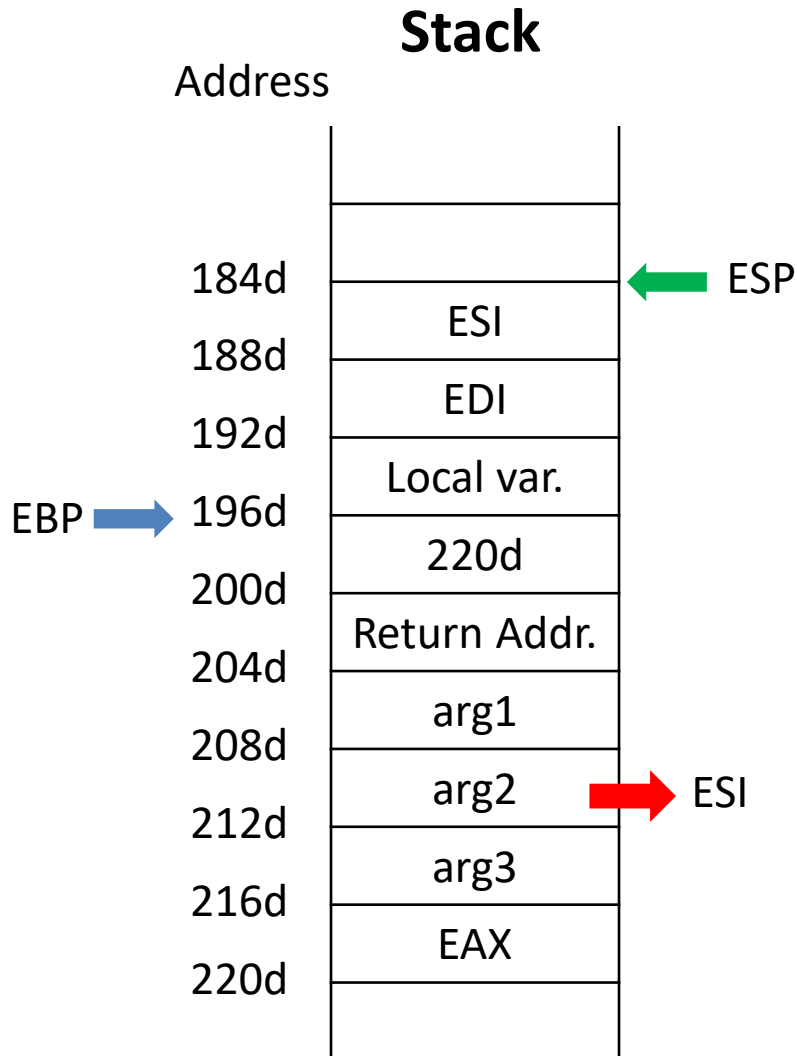 Stack
Address
184d
ESP
ESI
188d
EDI
192d
Local var.
EBP
196d
220d
200d
Return Addr.
204d
arg1
208d
arg2
ESI
212d
arg3
216d
EAX
220d